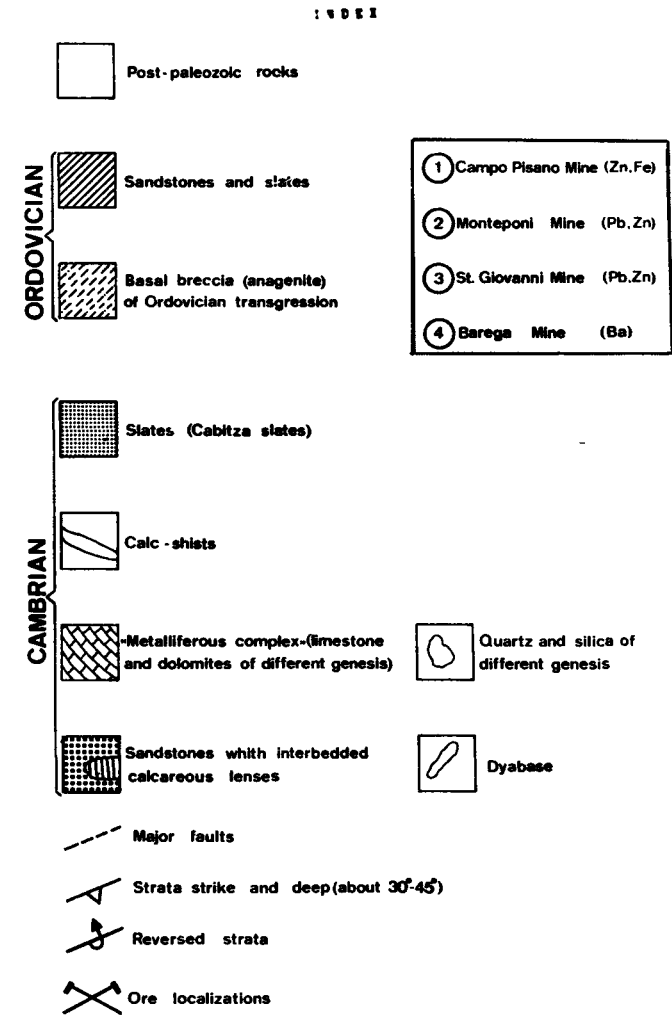 INDEX
Post-paleozoic rocks
ORDOVICIAN
Sandstones and slates
Basal breccia (anagenite)
of Ordovician transgression
1 Campo Pisano Mine (Zn,Fe)
2 Monteponi Mine (Pb,Zn)
3 St. Giovanni Mine (Pb,Zn)
4 Barega Mine (Ba)
CAMBRIAN
Slates (Cabitza slates)
Calc-shists
-Metalliferous complex-(limestone
and dolomites of different genesis)
Sandstones whith interbedded
calcareous lenses
Quartz and silica of
different genesis
Dyabase
Major faults
Strata strike and deep (about 30°-45°)
Reversed strata
Ore localizations